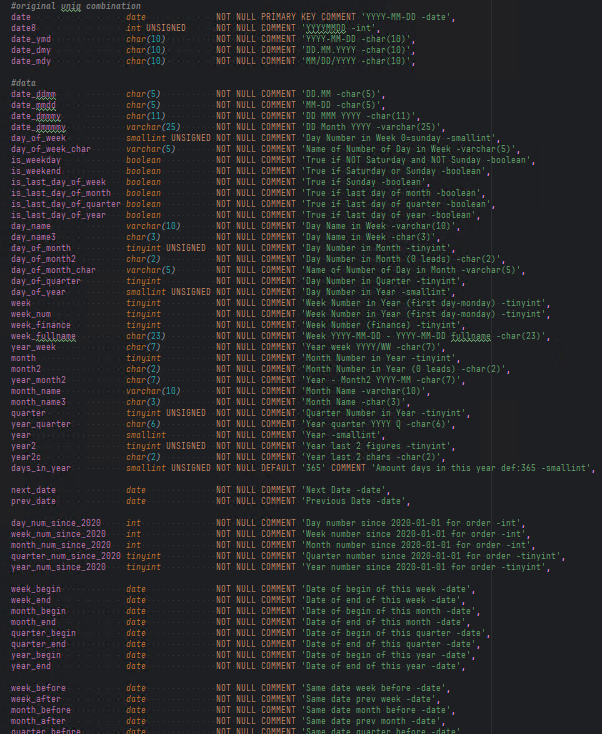 #original uniq combination
date date NOT NULL PRIMARY KEY COMMENT 'YYYY-MM-DD -date',
date8 int UNSIGNED NOT NULL COMMENT 'YYYYMMDD -int',
date_ymd char(10) NOT NULL COMMENT 'YYYY-MM-DD -char(10)',
date_dmy char(10) NOT NULL COMMENT 'DD.MM.YYYY -char(10)',
date_mdy char(10) NOT NULL COMMENT 'MM/DD/YYYY -char(10)',
#data
date_ddmm char(5) NOT NULL COMMENT 'DD.MM -char(5)',
date_mmdd char(5) NOT NULL COMMENT 'MM-DD -char(5)',
date_dmmmy char(11) NOT NULL COMMENT 'DD MMM YYYY -char(11)',
date_dmmmmy varchar(25) NOT NULL COMMENT 'DD Month YYYY -varchar(25)',
day_of_week smallint UNSIGNED NOT NULL COMMENT 'Day Number in Week 0=sunday -smallint',
day_of_week_char varchar(5) NOT NULL COMMENT 'Name of Number of Day in Week -varchar(5)',
is_weekday boolean NOT NULL COMMENT 'True if NOT Saturday and NOT Sunday -boolean',
is_weekend boolean NOT NULL COMMENT 'True if Saturday or Sunday -boolean',
is_last_day_of_week boolean NOT NULL COMMENT 'True if Sunday -boolean',
is_last_day_of_month boolean NOT NULL COMMENT 'True if last day of month -boolean',
is_last_day_of_quarter boolean NOT NULL COMMENT 'True if last day of quarter -boolean',
is_last_day_of_year boolean NOT NULL COMMENT 'True if last day of year -boolean',
day_name varchar(10) NOT NULL COMMENT 'Day Name in Week -varchar(10)',
day_name3 char(3) NOT NULL COMMENT 'Day Name in Week -char(3)',
day_of_month tinyint UNSIGNED NOT NULL COMMENT 'Day Number in Month -tinyint',
day_of_month2 char(2) NOT NULL COMMENT 'Day Number in Month (0 leads) -char(2)',
day_of_month_char varchar(5) NOT NULL COMMENT 'Name of Number of Day in Month -varchar(5)',
day_of_quarter tinyint NOT NULL COMMENT 'Day Number in Quarter -tinyint',
day_of_year smallint UNSIGNED NOT NULL COMMENT 'Day Number in Year -smallint',
week tinyint NOT NULL COMMENT 'Week Number in Year (first day-monday) -tinyint',
week_num tinyint NOT NULL COMMENT 'Week Number in Year (first day-monday) -tinyint',
week_finance tinyint NOT NULL COMMENT 'Week Number (finance) -tinyint',
week_fullname char(23) NOT NULL COMMENT 'Week YYYY-MM-DD - YYYY-MM-DD fullname -char(23)',
year_week char(7) NOT NULL COMMENT 'Year week YYYY/WW -char(7)',
month tinyint NOT NULL COMMENT 'Month Number in Year -tinyint',
month2 char(2) NOT NULL COMMENT 'Month Number in Year (0 leads) -char(2)',
year_month2 char(7) NOT NULL COMMENT 'Year - Month2 YYYY-MM -char(7)',
month_name varchar(10) NOT NULL COMMENT 'Month Name -varchar(10)',
month_name3 char(3) NOT NULL COMMENT 'Month Name -char(3)',
quarter tinyint UNSIGNED NOT NULL COMMENT 'Quarter Number in Year -tinyint',
year_quarter char(6) NOT NULL COMMENT 'Year quarter YYYY Q -char(6)',
year smallint NOT NULL COMMENT 'Year -smallint',
year2 tinyint UNSIGNED NOT NULL COMMENT 'Year last 2 figures -tinyint',
year2c char(2) NOT NULL COMMENT 'Year last 2 chars -char(2)',
days_in_year smallint UNSIGNED NOT NULL DEFAULT '365' COMMENT 'Amount days in this year def:365 -smallint',
next_date date NOT NULL COMMENT 'Next Date -date',
prev_date date NOT NULL COMMENT 'Previous Date -date',
day_num_since_2020 int NOT NULL COMMENT 'Day number since 2020-01-01 for order -int',
week_num_since_2020 int NOT NULL COMMENT 'Week number since 2020-01-01 for order -int',
month_num_since_2020 int NOT NULL COMMENT 'Month number since 2020-01-01 for order -int',
quarter_num_since_2020 tinyint NOT NULL COMMENT 'Quarter number since 2020-01-01 for order -tinyint',
year_num_since_2020 tinyint NOT NULL COMMENT 'Year number since 2020-01-01 for order -tinyint',
week_begin date NOT NULL COMMENT 'Date of begin of this week -date',
week_end date NOT NULL COMMENT 'Date of end of this week -date',
month_begin date NOT NULL COMMENT 'Date of begin of this month -date',
month_end date NOT NULL COMMENT 'Date of end of this month -date',
quarter_begin date NOT NULL COMMENT 'Date of begin of this quarter -date',
quarter_end date NOT NULL COMMENT 'Date of end of this quarter -date',
year_begin date NOT NULL COMMENT 'Date of begin of this year -date',
year_end date NOT NULL COMMENT 'Date of end of this year -date',
week_before date NOT NULL COMMENT 'Same date week before -date',
week_after date NOT NULL COMMENT 'Same date prev week -date',
month_before date NOT NULL COMMENT 'Same date month before -date',
month_after date NOT NULL COMMENT 'Same date prev month -date',
quarter_before date NOT NULL COMMENT 'Same date quarter before -date',